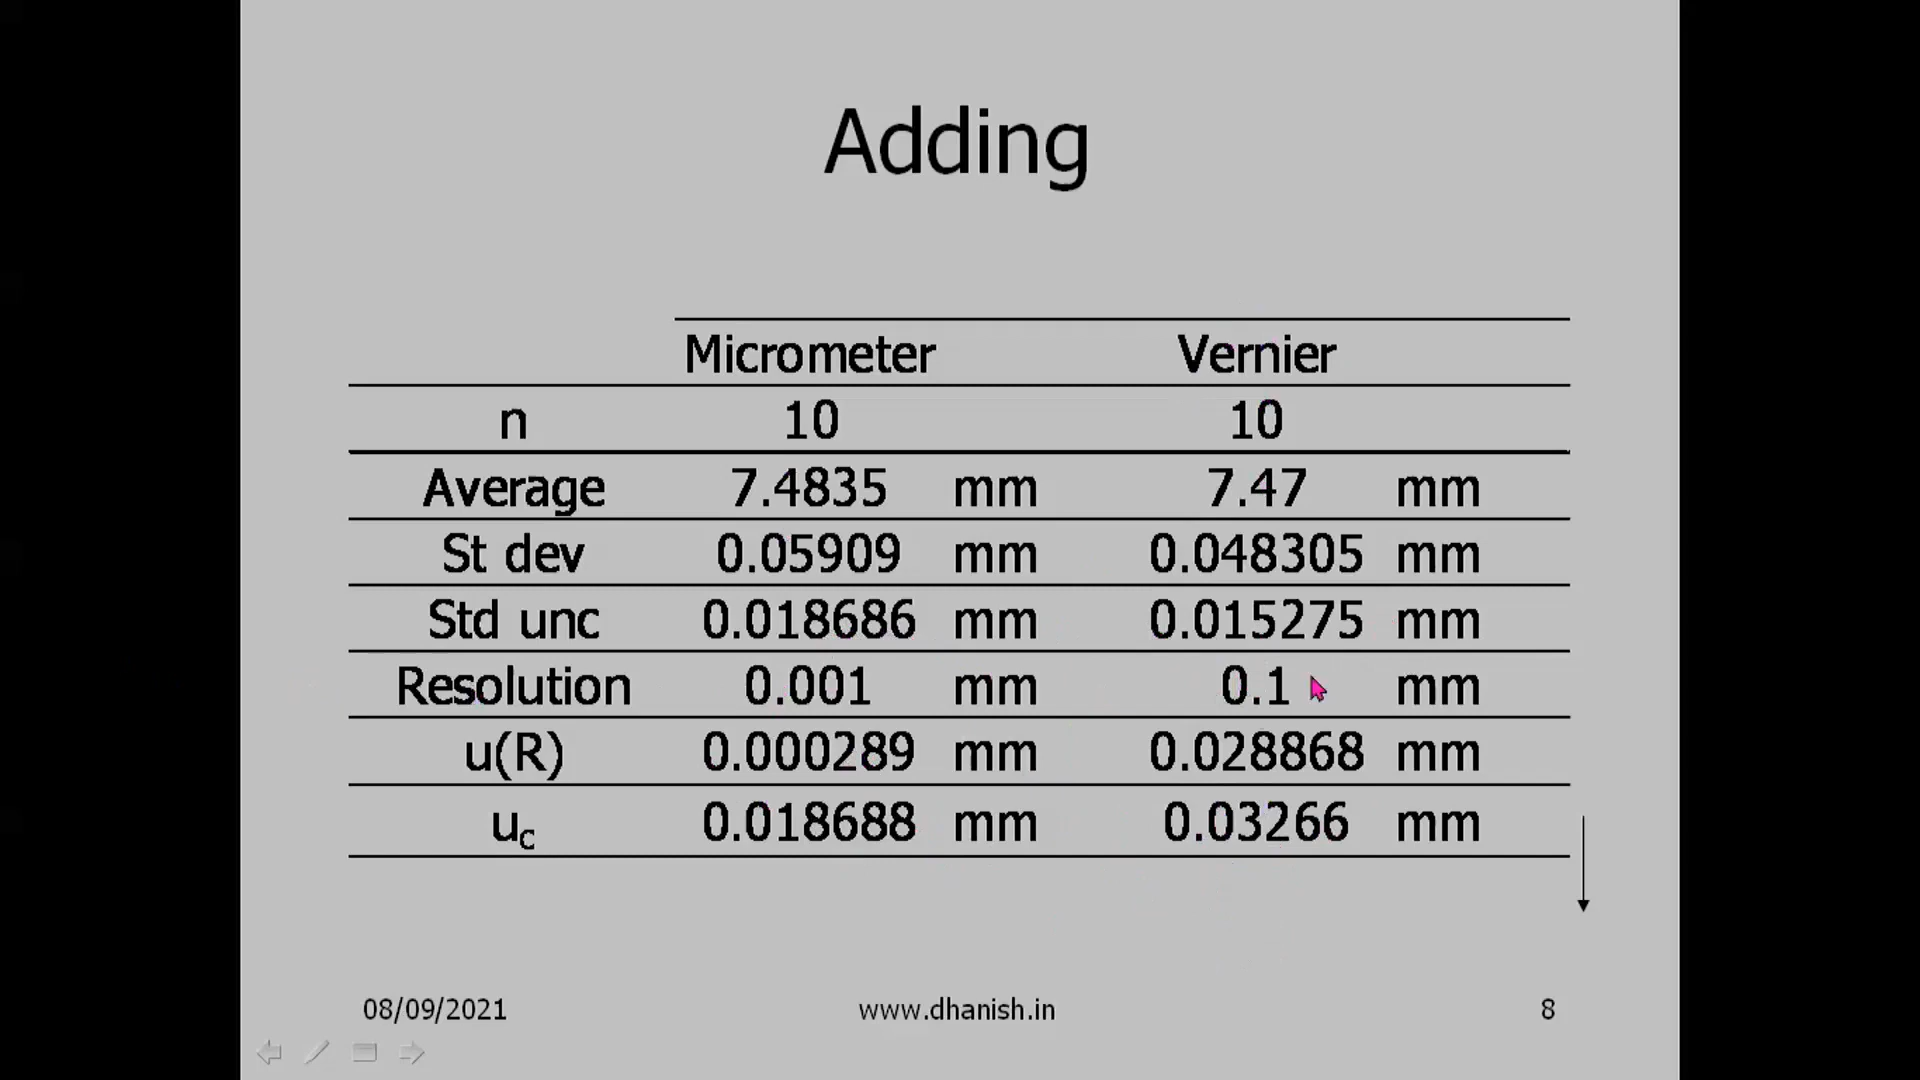 Adding
Micrometer Vernier
n 10 10
Average 7.4835 mm 7.47 mm
St dev 0.05909 mm 0.048305 mm
Std unc 0.018686 mm 0.015275 mm
Resolution 0.001 mm 0.1 mm
u(R) 0.000289 mm 0.028868 mm
uc 0.018688 mm 0.03266 mm
08/09/2021 www.dhanish.in 8